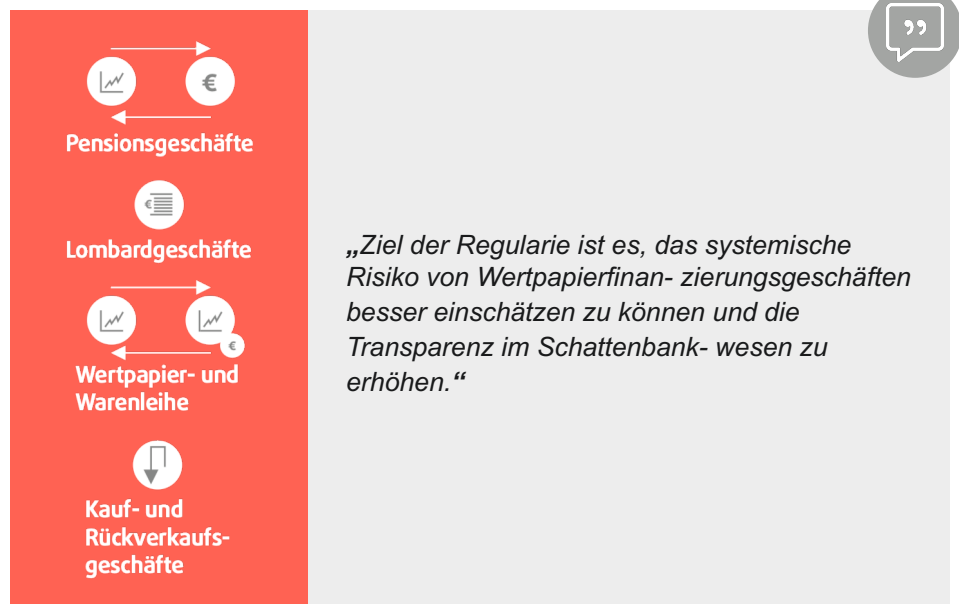 Pensionsgeschäfte
Lombardgeschäfte
Wertpapier- und
Warenleihe
Kauf- und
Rückverkaufs-
geschäfte
„Ziel der Regularie ist es, das systemische
Risiko von Wertpapierfinan- zierungsgeschäften
besser einschätzen zu können und die
Transparenz im Schattenbank- wesen zu
erhöhen.“